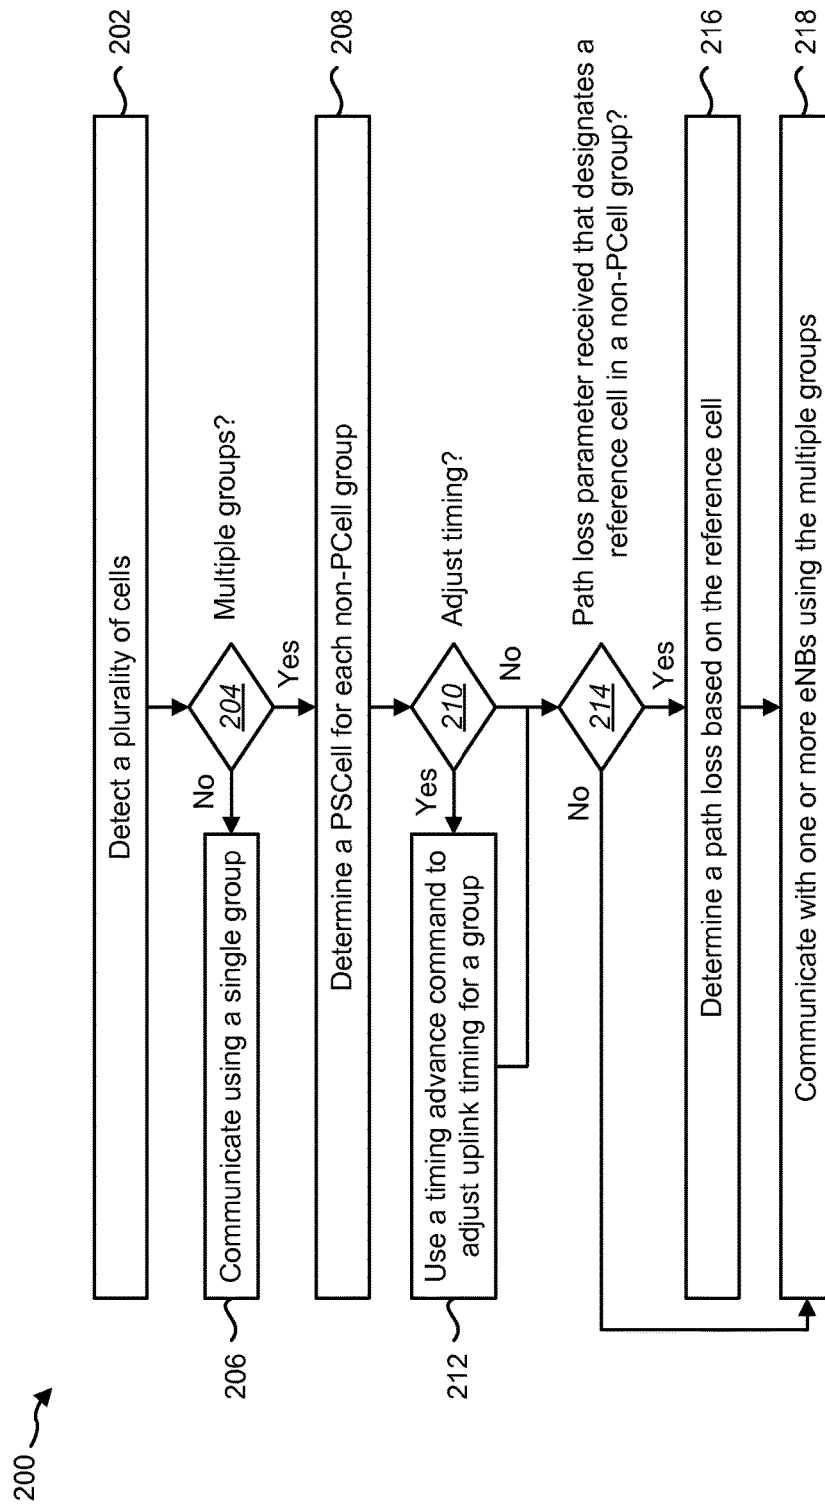 200
Detect a plurality of cells
202
204
Multiple groups?
No
Yes
Communicate using a single group
206
Determine a PSCell for each non-PCell group
208
210
Adjust timing?
Yes
No
Use a timing advance command to
adjust uplink timing for a group
212
214
Path loss parameter received that designates a
reference cell in a non-PCell group?
No
Yes
Determine a path loss based on the reference cell
216
Communicate with one or more eNBs using the multiple groups
218